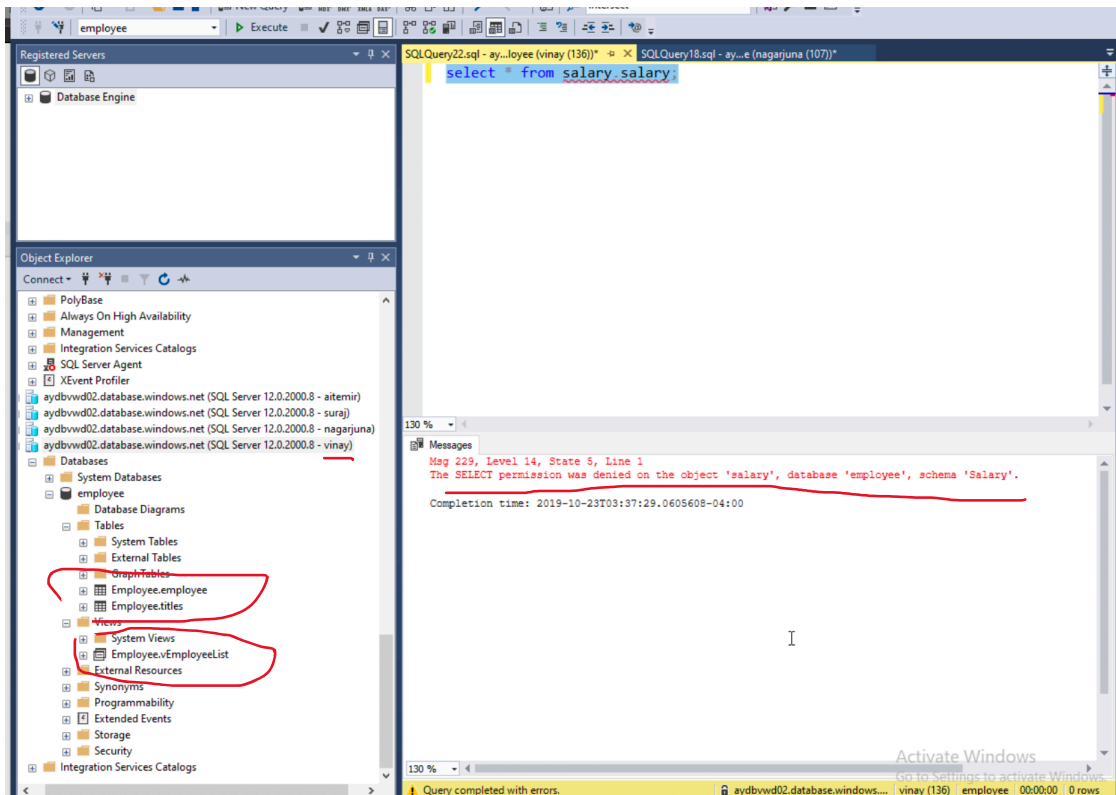 New Query
employee
Execute
Registered Servers
Database Engine
SQLQuery22.sql - ay...loyee (vinay (136))*
SQLQuery18.sql - ay...e (nagarjuna (107))*
select * from salary.salary;
Object Explorer
Connect
PolyBase
Always On High Availability
Management
Integration Services Catalogs
SQL Server Agent
XEvent Profiler
aydbvwd02.database.windows.net (SQL Server 12.0.2000.8 - aitemir)
aydbvwd02.database.windows.net (SQL Server 12.0.2000.8 - suraj)
aydbvwd02.database.windows.net (SQL Server 12.0.2000.8 - nagarjuna)
aydbvwd02.database.windows.net (SQL Server 12.0.2000.8 - vinay)
Databases
System Databases
employee
Database Diagrams
Tables
System Tables
External Tables
GraphTables
Employee.employee
Employee.titles
Views
System Views
Employee.vEmployeeList
External Resources
Synonyms
Programmability
Extended Events
Storage
Security
Integration Services Catalogs
130 %
Messages
Msg 229, Level 14, State 5, Line 1
The SELECT permission was denied on the object 'salary', database 'employee', schema 'Salary'.
Completion time: 2019-10-23T03:37:29.0605608-04:00
Activate Windows
Go to Settings to activate Windows.
130 %
Query completed with errors.
aydbvwd02.database.windows....
vinay (136)
employee
00:00:00
0 rows